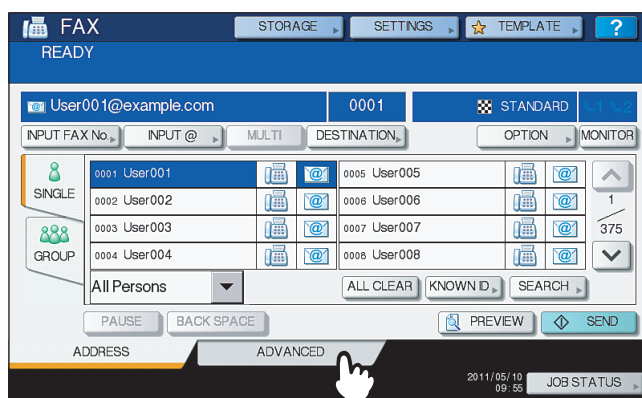 FAX STORAGE SETTINGS TEMPLATE ?
READY
User001@example.com 0001 STANDARD 1 2
INPUT FAX No. INPUT @ MULTI DESTINATION OPTION MONITOR
SINGLE
GROUP
0001 User001 0005 User005
0002 User002 0006 User006
0003 User003 0007 User007
0004 User004 0008 User008
1
375
All Persons ALL CLEAR KNOWN ID SEARCH
PAUSE BACK SPACE PREVIEW SEND
ADDRESS ADVANCED
2011/05/10
09:55
JOB STATUS